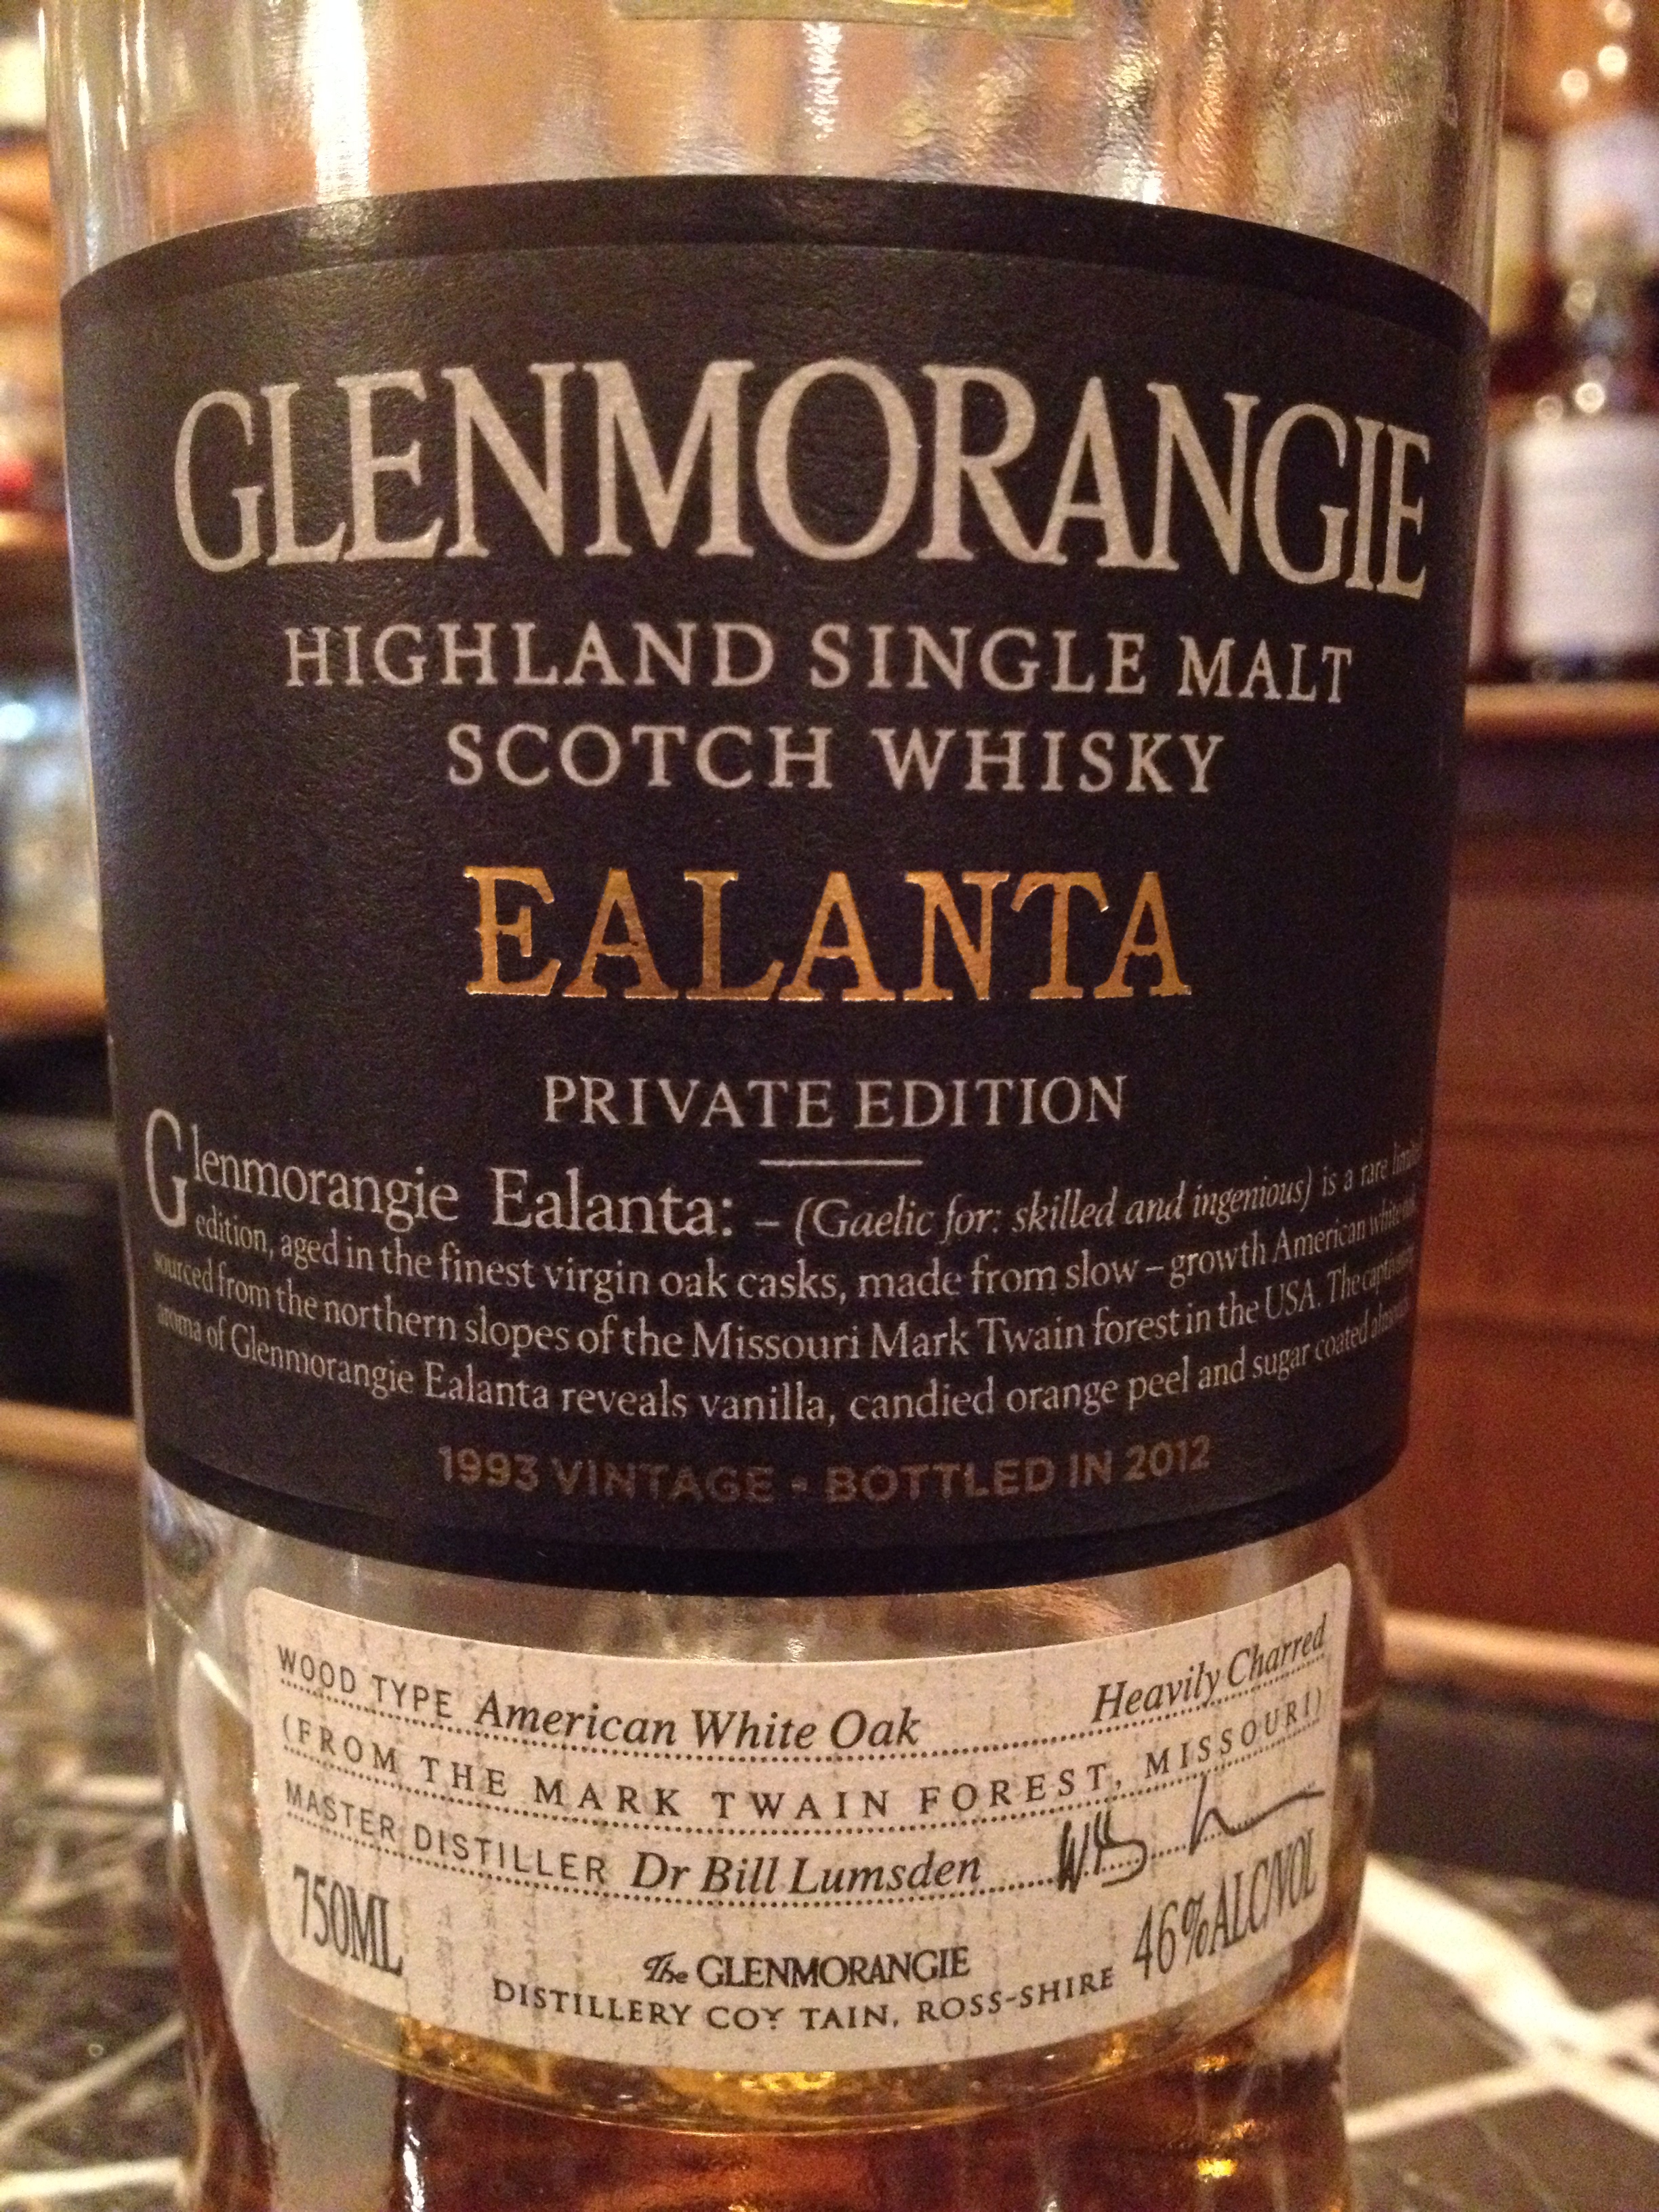 GLENMORANGIE
HIGHLAND SINGLE MALT
SCOTCH WHISKY
EALANTA
PRIVATE EDITION
Glenmorangie Ealanta: – (Gaelic for: skilled and ingenious) is a rare limited
edition, aged in the finest virgin oak casks, made from slow – growth American white oak
sourced from the northern slopes of the Missouri Mark Twain forest in the USA. The captivating
aroma of Glenmorangie Ealanta reveals vanilla, candied orange peel and sugar coated
1993 VINTAGE - BOTTLED IN 2012
WOOD TYPE American White Oak Heavily Charred
(FROM THE MARK TWAIN FOREST, MISSOURI)
MASTER DISTILLER Dr Bill Lumsden
750ML 46%ALC/VOL
The GLENMORANGIE
DISTILLERY COY TAIN, ROSS-SHIRE